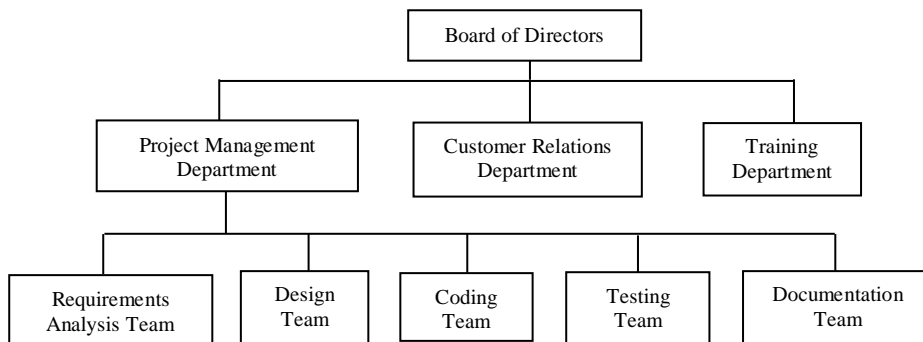 Board of Directors
Project Management
Department
Customer Relations
Department
Training
Department
Requirements
Analysis Team
Design
Team
Coding
Team
Testing
Team
Documentation
Team